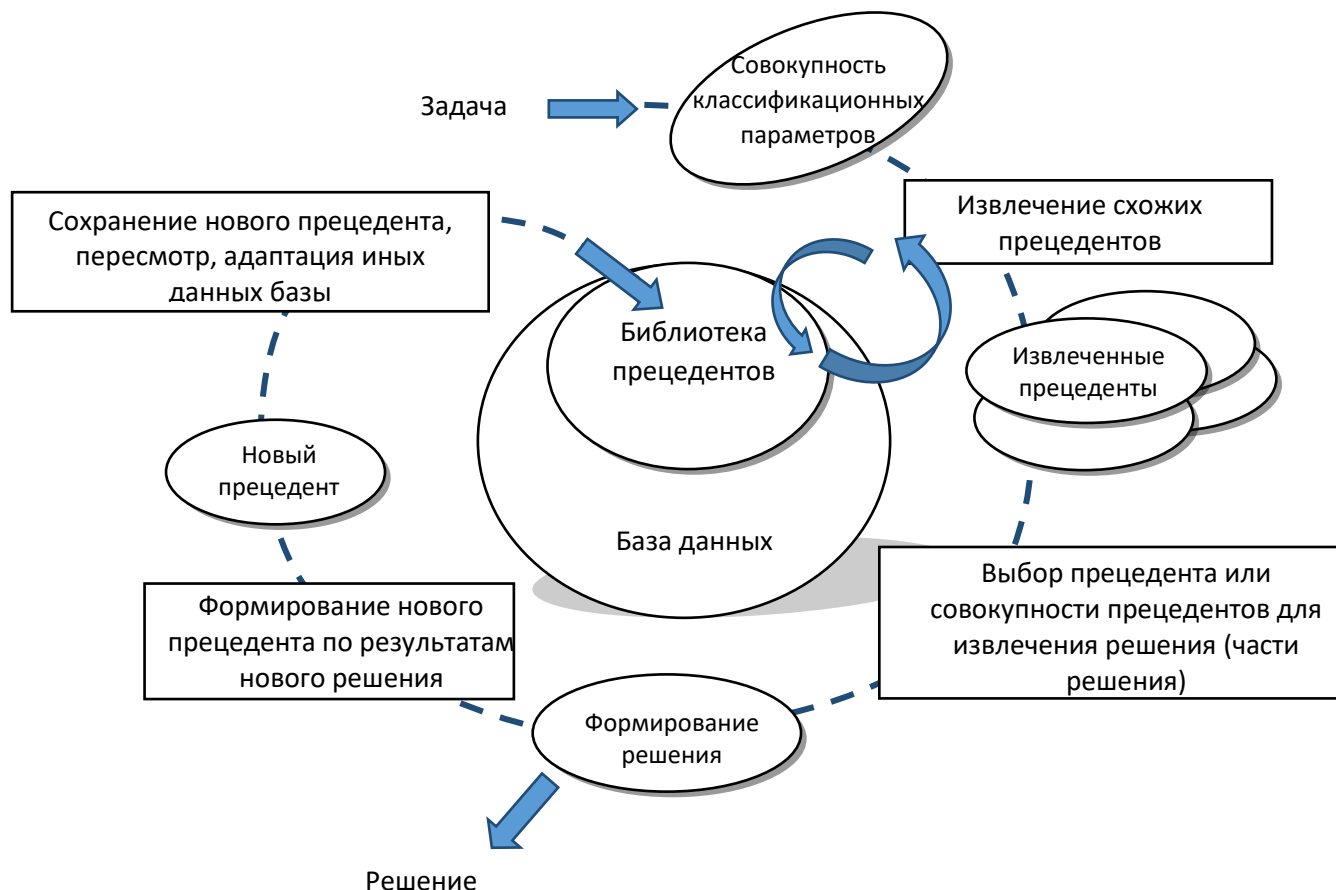 Совокупность
классификационных
параметров
Задача
Извлечение схожих
прецедентов
Сохранение нового прецедента,
пересмотр, адаптация иных
данных базы
Библиотека
прецедентов
Извлеченные
прецеденты
Новый
прецедент
База данных
Выбор прецедента или
совокупности прецедентов для
извлечения решения (части
решения)
Формирование нового
прецедента по результатам
нового решения
Формирование
решения
Решение